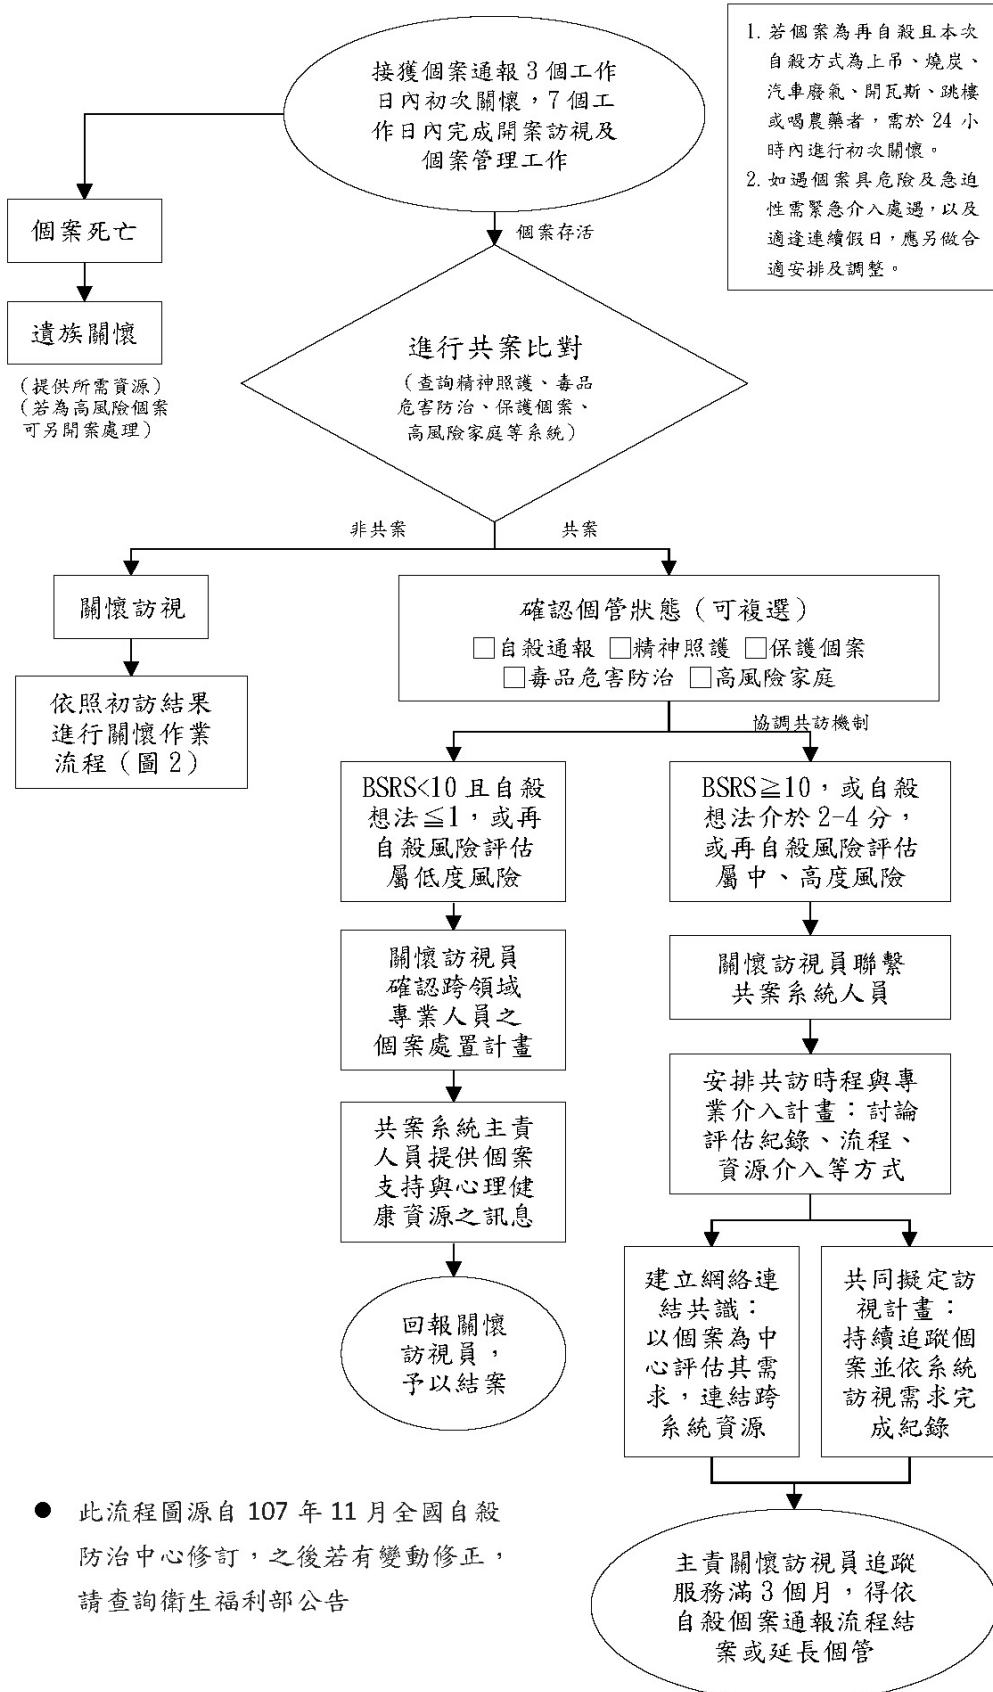 接獲個案通報 3 個工作
日內初次關懷，7 個工
作日內完成開案訪視及
個案管理工作
1. 若個案為再自殺且本次
自殺方式為上吊、燒炭、
汽車廢氣、開瓦斯、跳樓
或喝農藥者，需於 24 小
時內進行初次關懷。
2. 如遇個案具危險及急迫
性需緊急介入處遇，以及
適逢連續假日，應另做合
適安排及調整。
個案死亡
遺族關懷
（提供所需資源）
（若為高風險個案
可另開案處理）
個案存活
進行共案比對
（查詢精神照護、毒品
危害防治、保護個案、
高風險家庭等系統）
非共案
共案
關懷訪視
依照初訪結果
進行關懷作業
流程（圖 2）
確認個管狀態（可複選）
□自殺通報 □精神照護 □保護個案
□毒品危害防治 □高風險家庭
協調共訪機制
BSRS<10 且自殺
想法≦1，或再
自殺風險評估
屬低度風險
關懷訪視員
確認跨領域
專業人員之
個案處置計畫
共案系統主責
人員提供個案
支持與心理健
康資源之訊息
回報關懷
訪視員，
予以結案
BSRS≧10，或自殺
想法介於 2-4 分，
或再自殺風險評估
屬中、高度風險
關懷訪視員聯繫
共案系統人員
安排共訪時程與專
業介入計畫：討論
評估紀錄、流程、
資源介入等方式
建立網絡連
結共識：
以個案為中
心評估其需
求，連結跨
系統資源
共同擬定訪
視計畫：
持續追蹤個
案並依系統
訪視需求完
成紀錄
主責關懷訪視員追蹤
服務滿 3 個月，得依
自殺個案通報流程結
案或延長個管
● 此流程圖源自 107 年 11 月全國自殺
防治中心修訂，之後若有變動修正，
請查詢衛生福利部公告